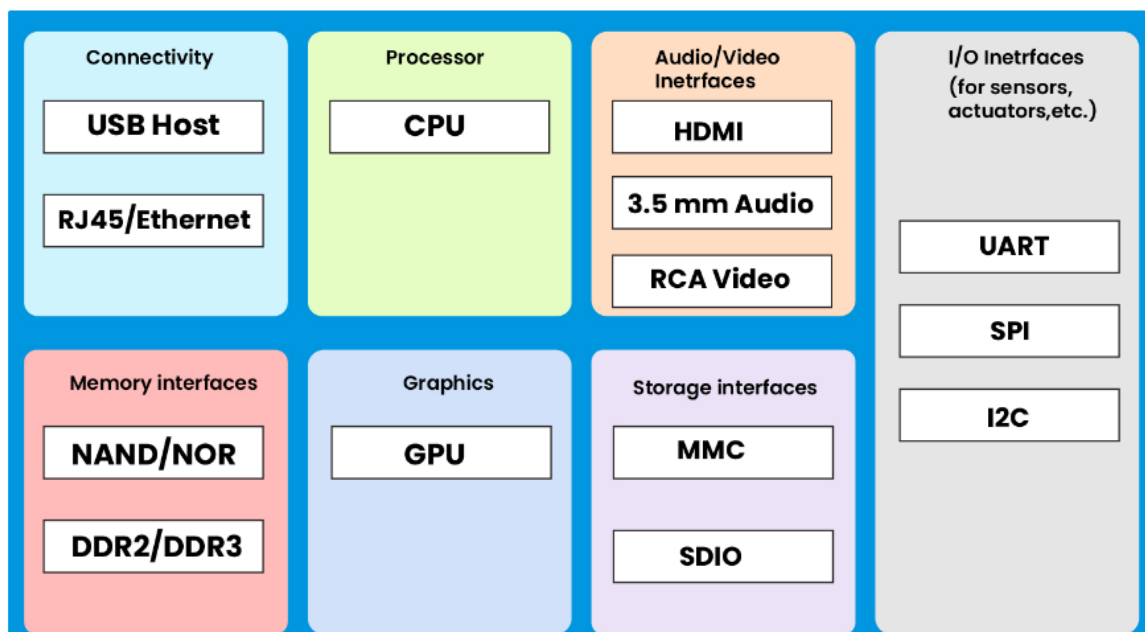 Connectivity
USB Host
RJ45/Ethernet
Processor
CPU
Audio/Video
Inetrfaces
HDMI
3.5 mm Audio
RCA Video
I/O Inetrfaces
(for sensors,
actuators,etc.)
UART
SPI
I2C
Memory interfaces
NAND/NOR
DDR2/DDR3
Graphics
GPU
Storage interfaces
MMC
SDIO